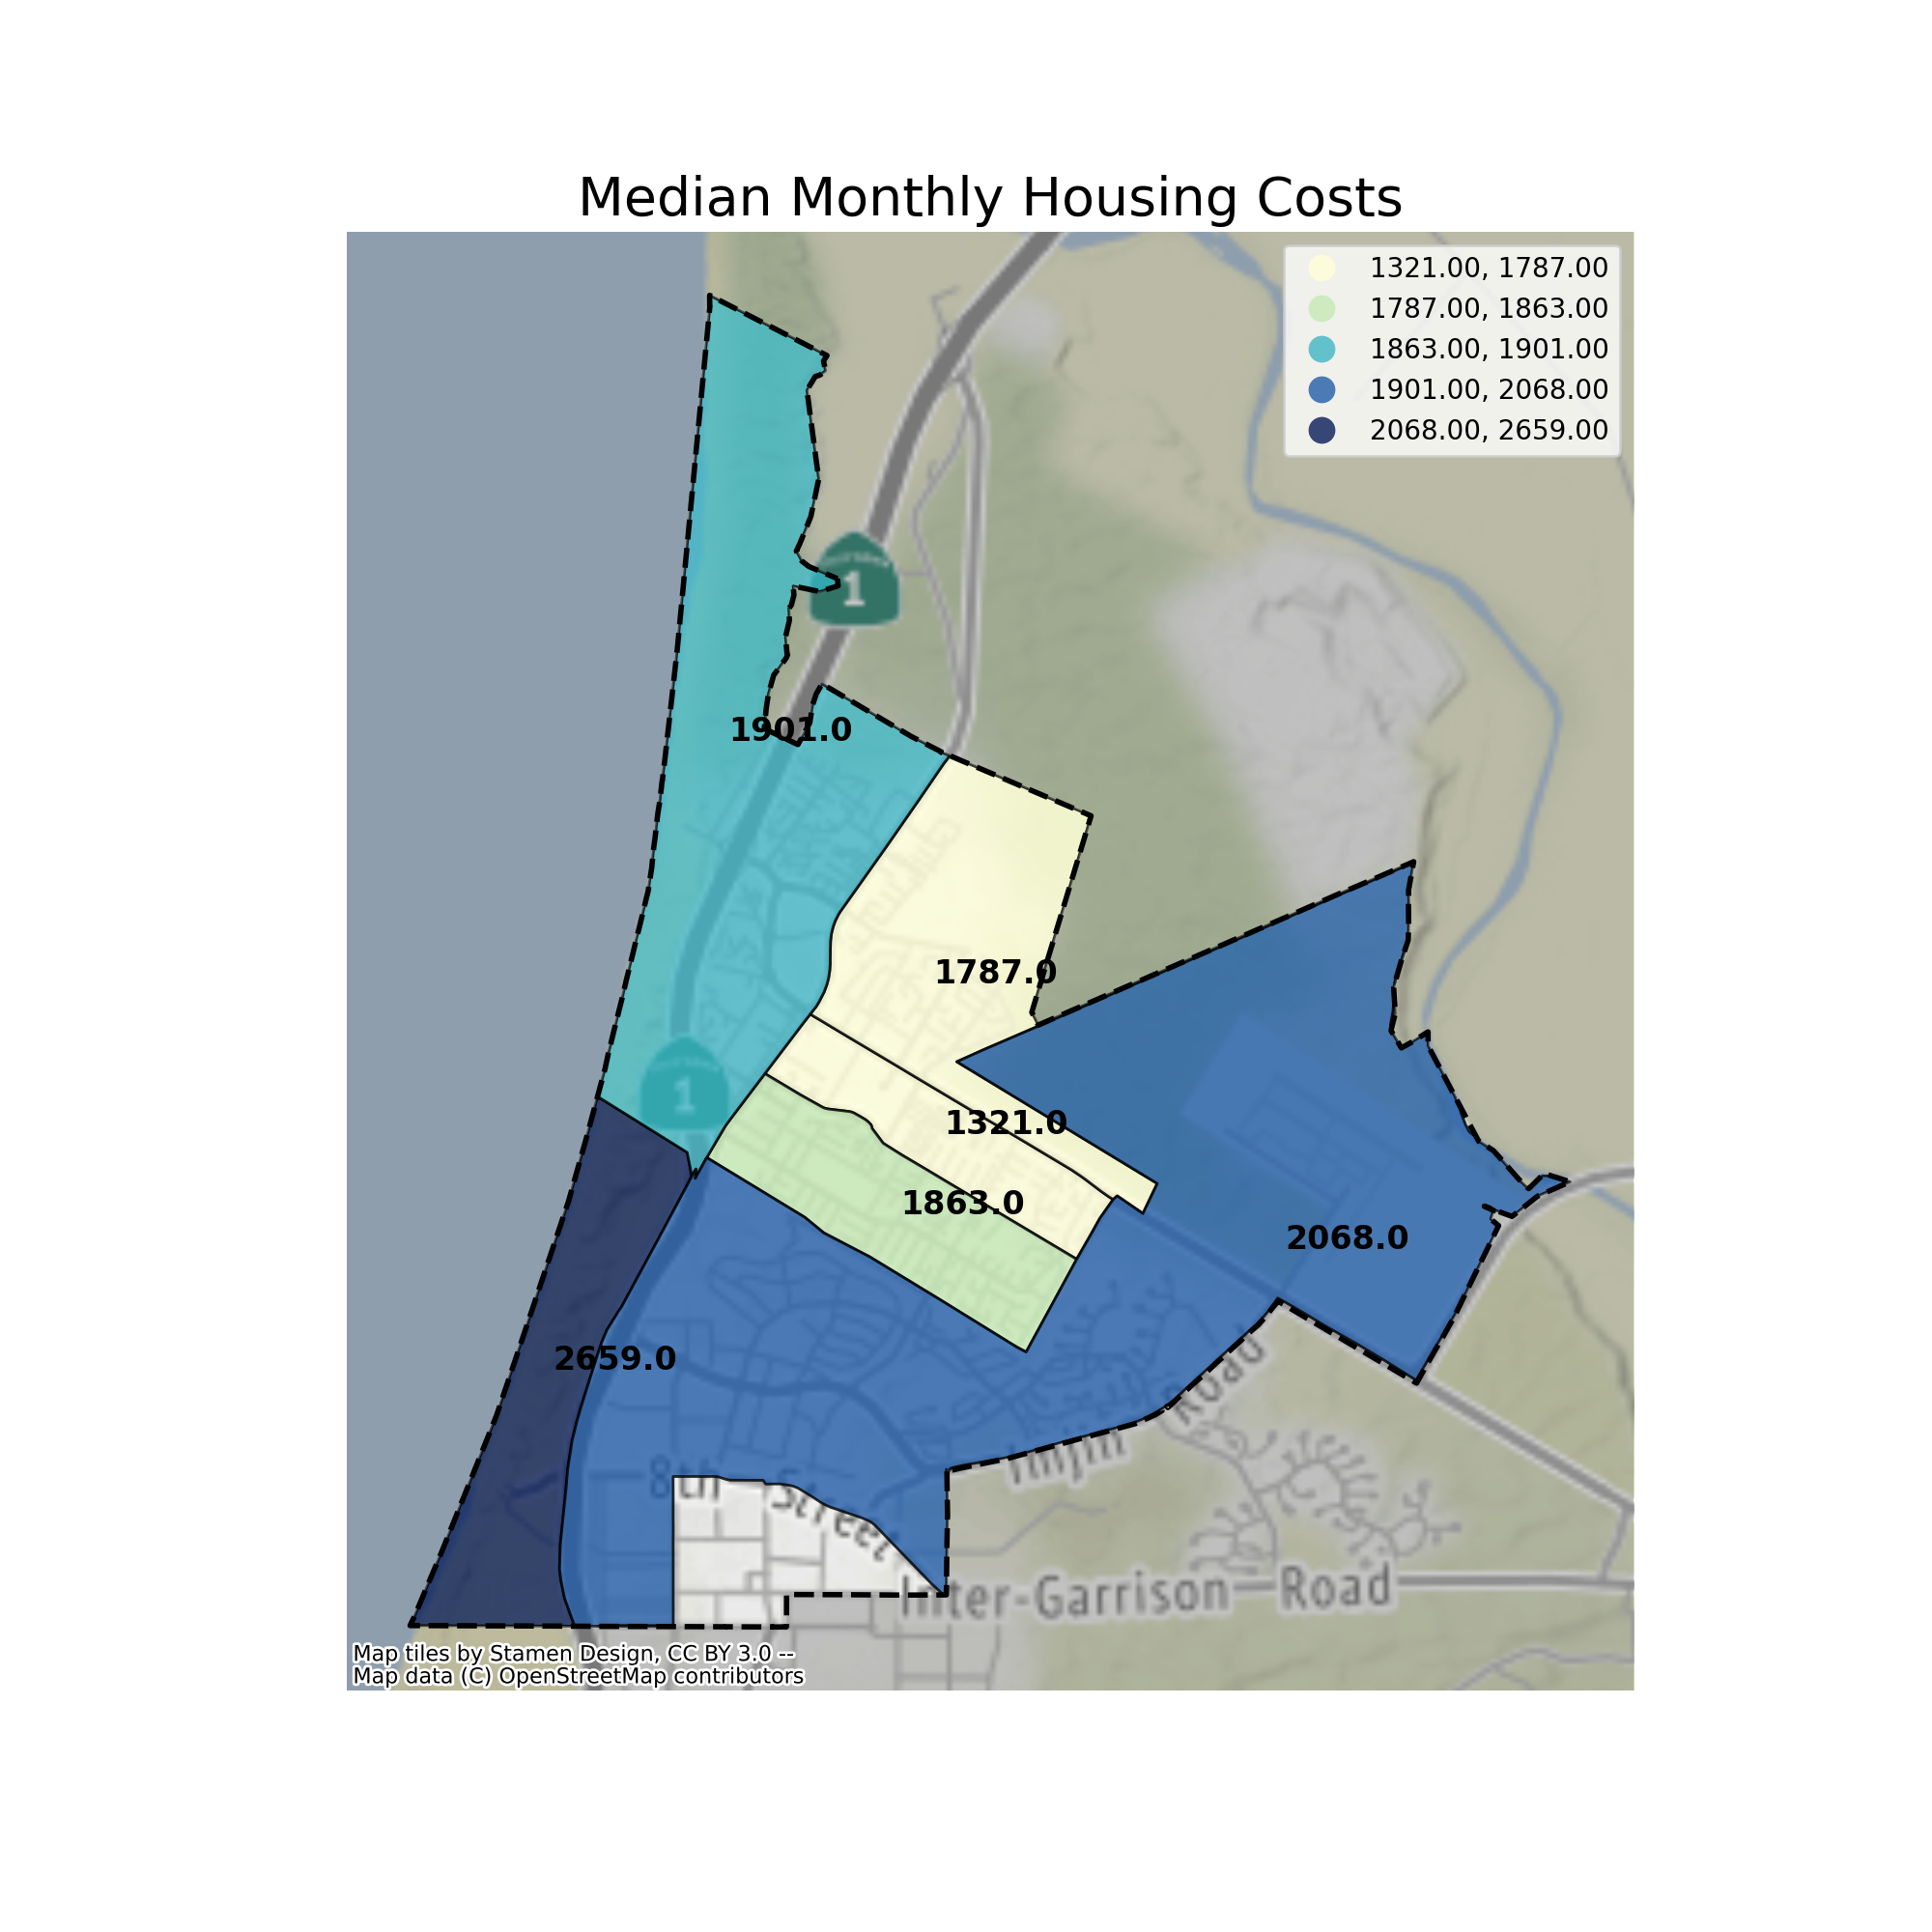 Median Monthly Housing Costs
1321.00, 1787.00
1787.00, 1863.00
1863.00, 1901.00
1901.00, 2068.00
2068.00, 2659.00
1
1901.0
1787.0
1
1321.0
1863.0
2068.0
2659.0
Imjin Road
8th Street
Inter-Garrison Road
Map tiles by Stamen Design, CC BY 3.0 --
Map data (C) OpenStreetMap contributors